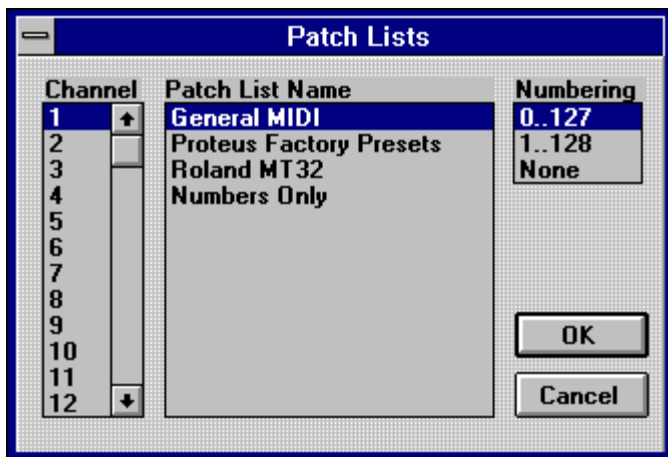 Patch Lists
Channel
1
2
3
4
5
6
7
8
9
10
11
12
Patch List Name
General MIDI
Proteus Factory Presets
Roland MT32
Numbers Only
Numbering
0..127
1..128
None
OK
Cancel